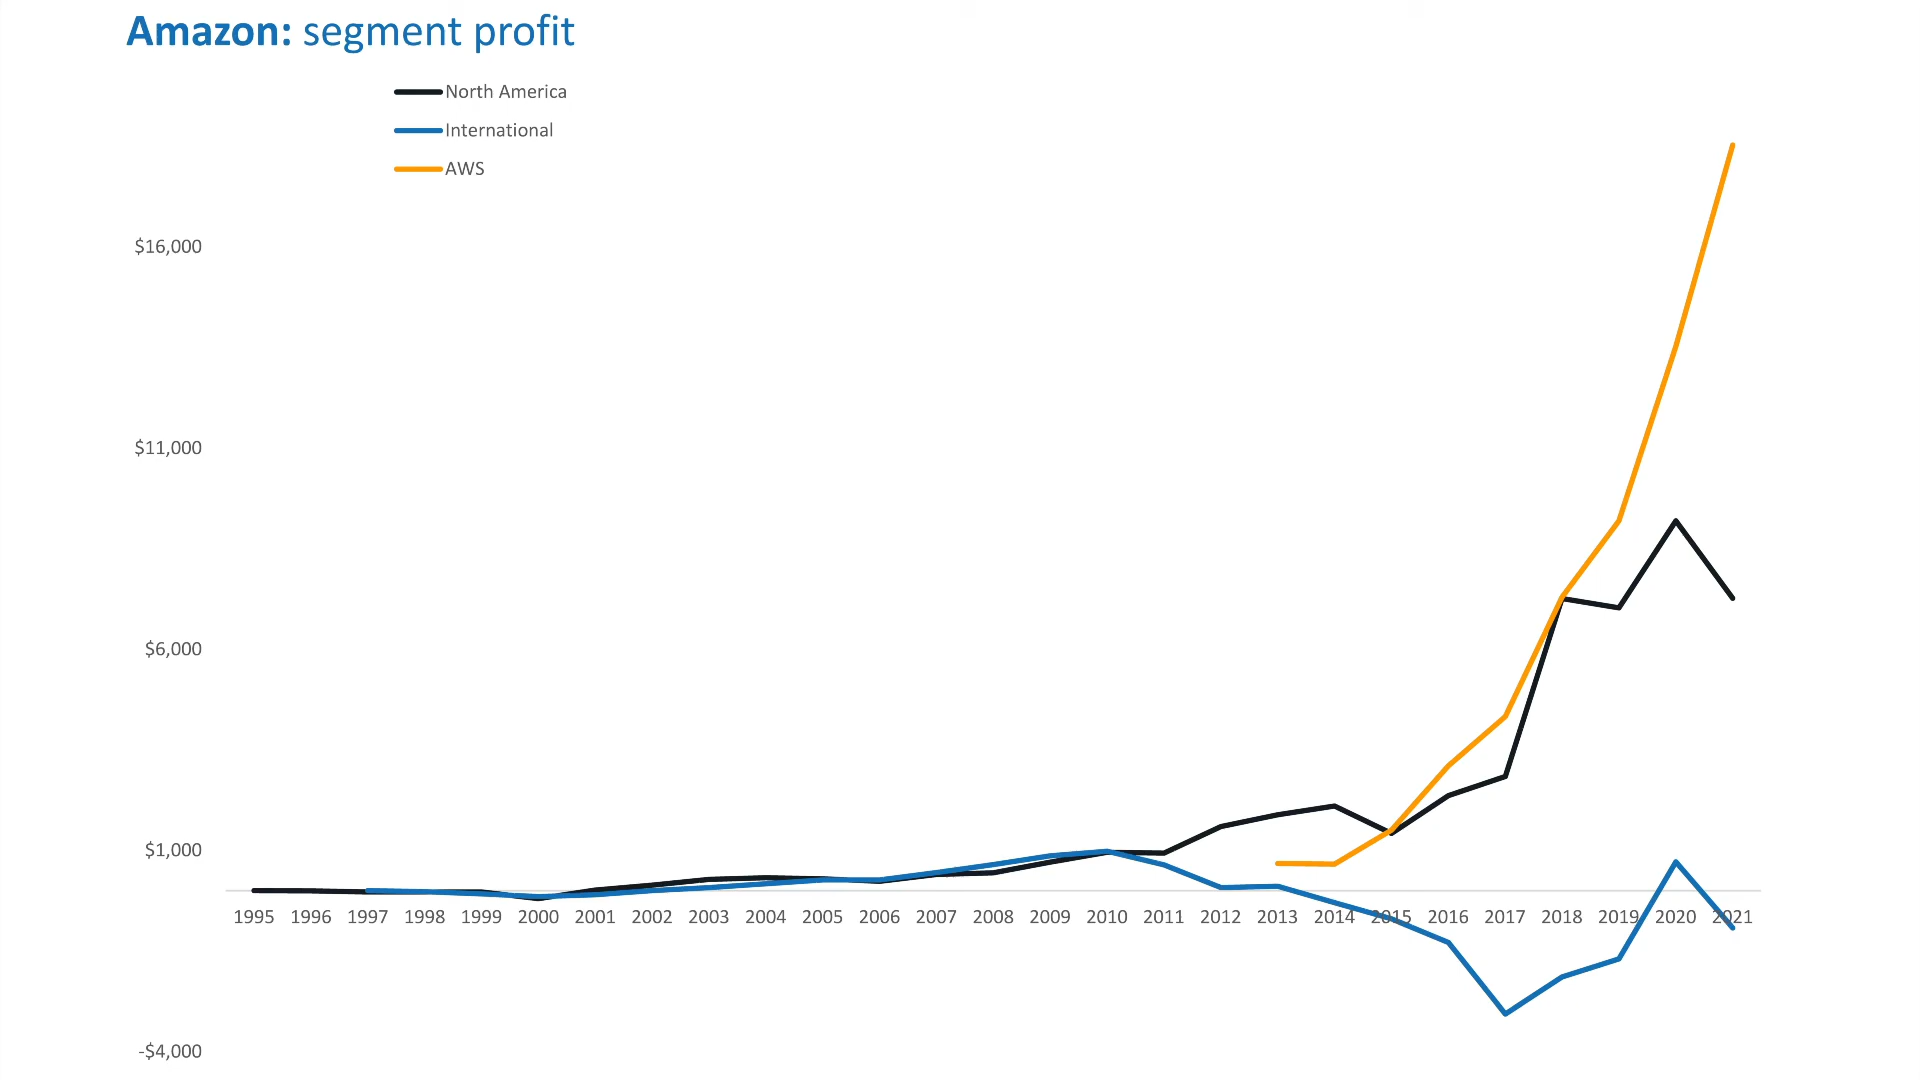 Amazon: segment profit
North America
International
AWS
$16,000
$11,000
$6,000
$1,000
1995 1996 1997 1998 1999 2000 2001 2002 2003 2004 2005 2006 2007 2008 2009 2010 2011 2012 2013 2014 2015 2016 2017 2018 2019 2020 2021
-$4,000